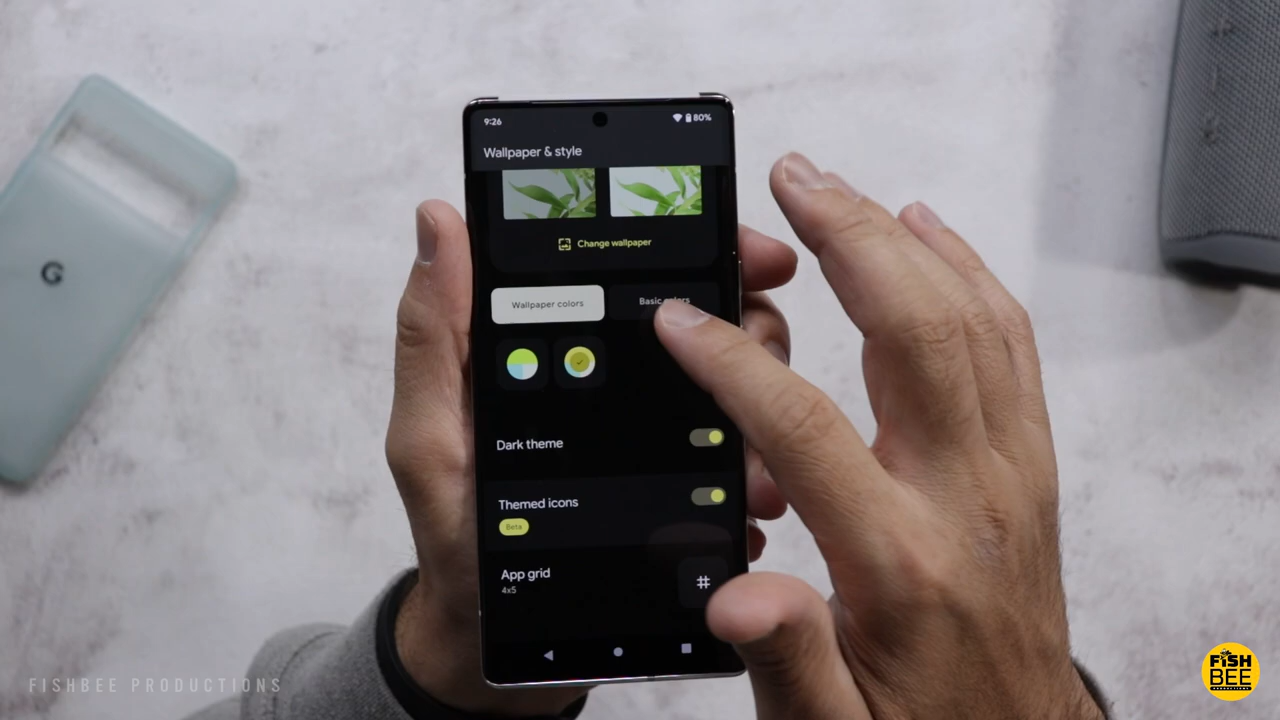 9:26
80%
Wallpaper & style
Change wallpaper
Wallpaper colors
Basic colors
Dark theme
Themed icons
Beta
App grid
4x5
G
FISHBEE PRODUCTIONS
FISH
BEE
PRODUCTIONS